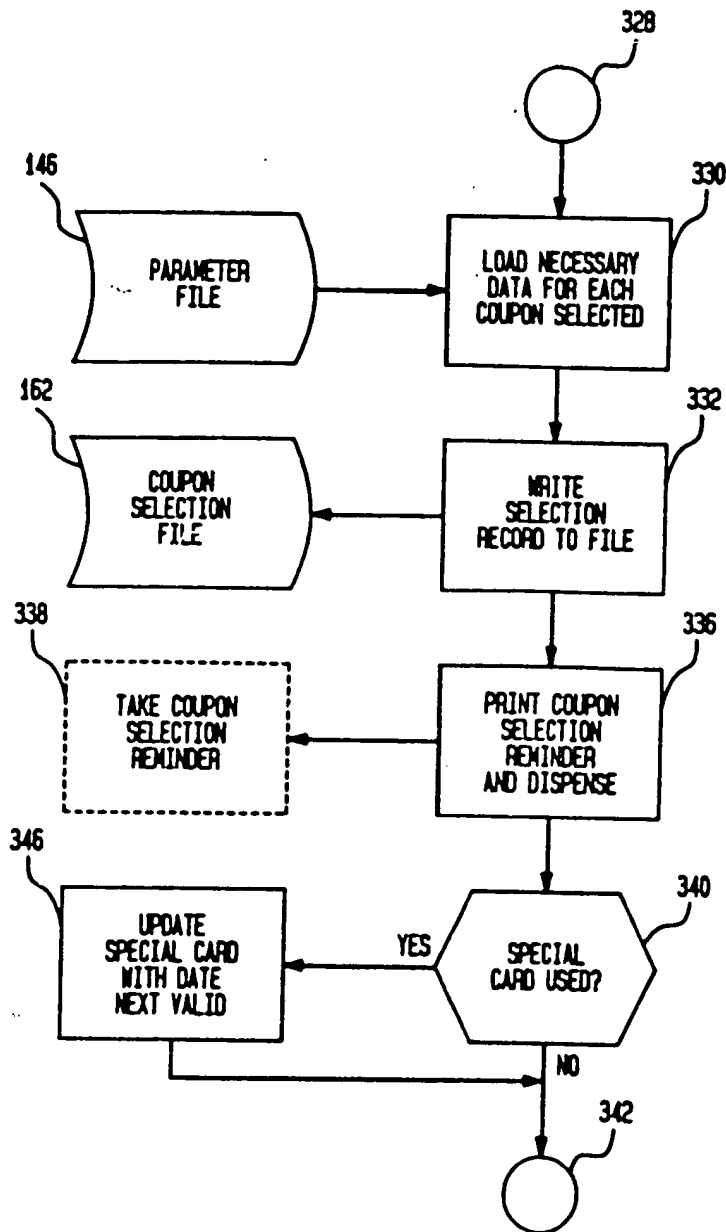 328
146
330
PARAMETER
FILE
LOAD NECESSARY
DATA FOR EACH
COUPON SELECTED
162
332
COUPON
SELECTION
FILE
WRITE
SELECTION
RECORD TO FILE
338
336
TAKE COUPON
SELECTION
REMINDER
PRINT COUPON
SELECTION
REMINDER
AND DISPENSE
346
340
UPDATE
SPECIAL CARD
WITH DATE
NEXT VALID
YES
SPECIAL
CARD USED?
NO
342